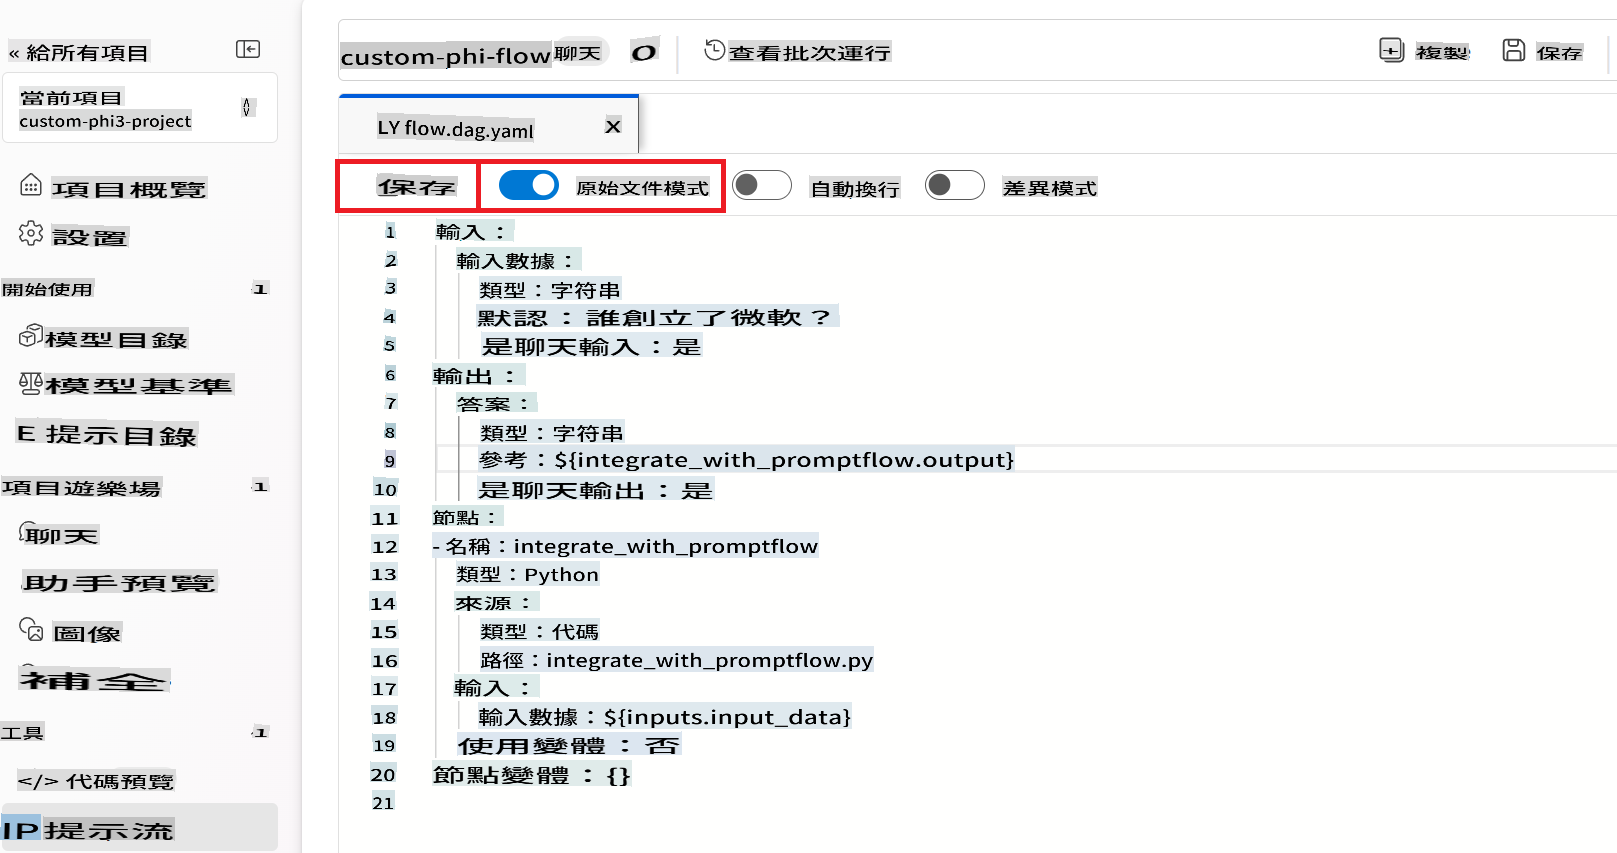 « 給所有項目
當前項目
custom-phi3-project
項目概覽
設置
開始使用
模型目錄
模型基準
E 提示目錄
項目遊樂場
聊天
助手預覽
圖像
補全
工具
</> 代碼預覽
IP 提示流
custom-phi-flow 聊天 查看批次運行 複製 保存
LY flow.dag.yaml X
保存 原始文件模式 自動換行 差異模式
1 輸入：
2 輸入數據：
3 類型：字符串
4 默認：誰創立了微軟？
5 是聊天輸入：是
6 輸出：
7 答案：
8 類型：字符串
9 參考：${integrate_with_promptflow.output}
10 是聊天輸出：是
11 節點：
12 - 名稱：integrate_with_promptflow
13 類型：Python
14 來源：
15 類型：代碼
16 路徑：integrate_with_promptflow.py
17 輸入：
18 輸入數據：${inputs.input_data}
19 使用變體：否
20 節點變體：{}
21